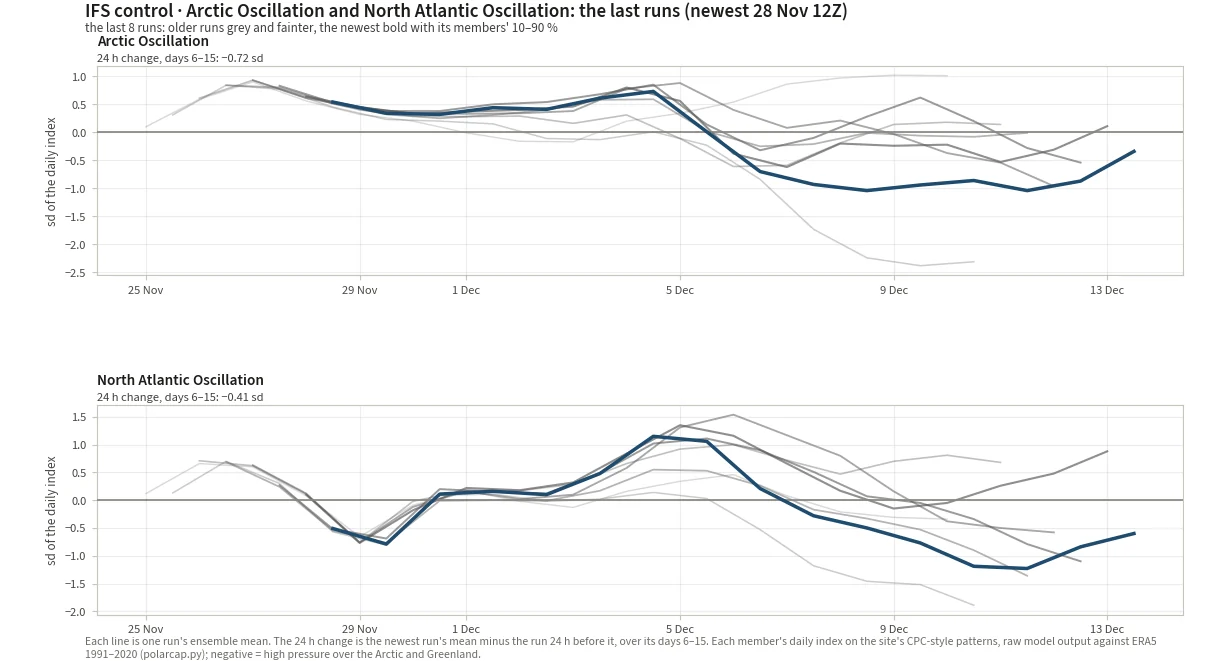 IFS control · Arctic Oscillation and North Atlantic Oscillation: the last runs (newest 28 Nov 12Z)
the last 8 runs: older runs grey and fainter, the newest bold with its members' 10–90 %
Arctic Oscillation
24 h change, days 6–15: −0.72 sd
sd of the daily index
1.0
0.5
0.0
−0.5
−1.0
−1.5
−2.0
−2.5
25 Nov 29 Nov 1 Dec 5 Dec 9 Dec 13 Dec
North Atlantic Oscillation
24 h change, days 6–15: −0.41 sd
sd of the daily index
1.5
1.0
0.5
0.0
−0.5
−1.0
−1.5
−2.0
25 Nov 29 Nov 1 Dec 5 Dec 9 Dec 13 Dec
Each line is one run's ensemble mean. The 24 h change is the newest run's mean minus the run 24 h before it, over its days 6–15. Each member's daily index on the site's CPC-style patterns, raw model output against ERA5
1991–2020 (polarcap.py); negative = high pressure over the Arctic and Greenland.